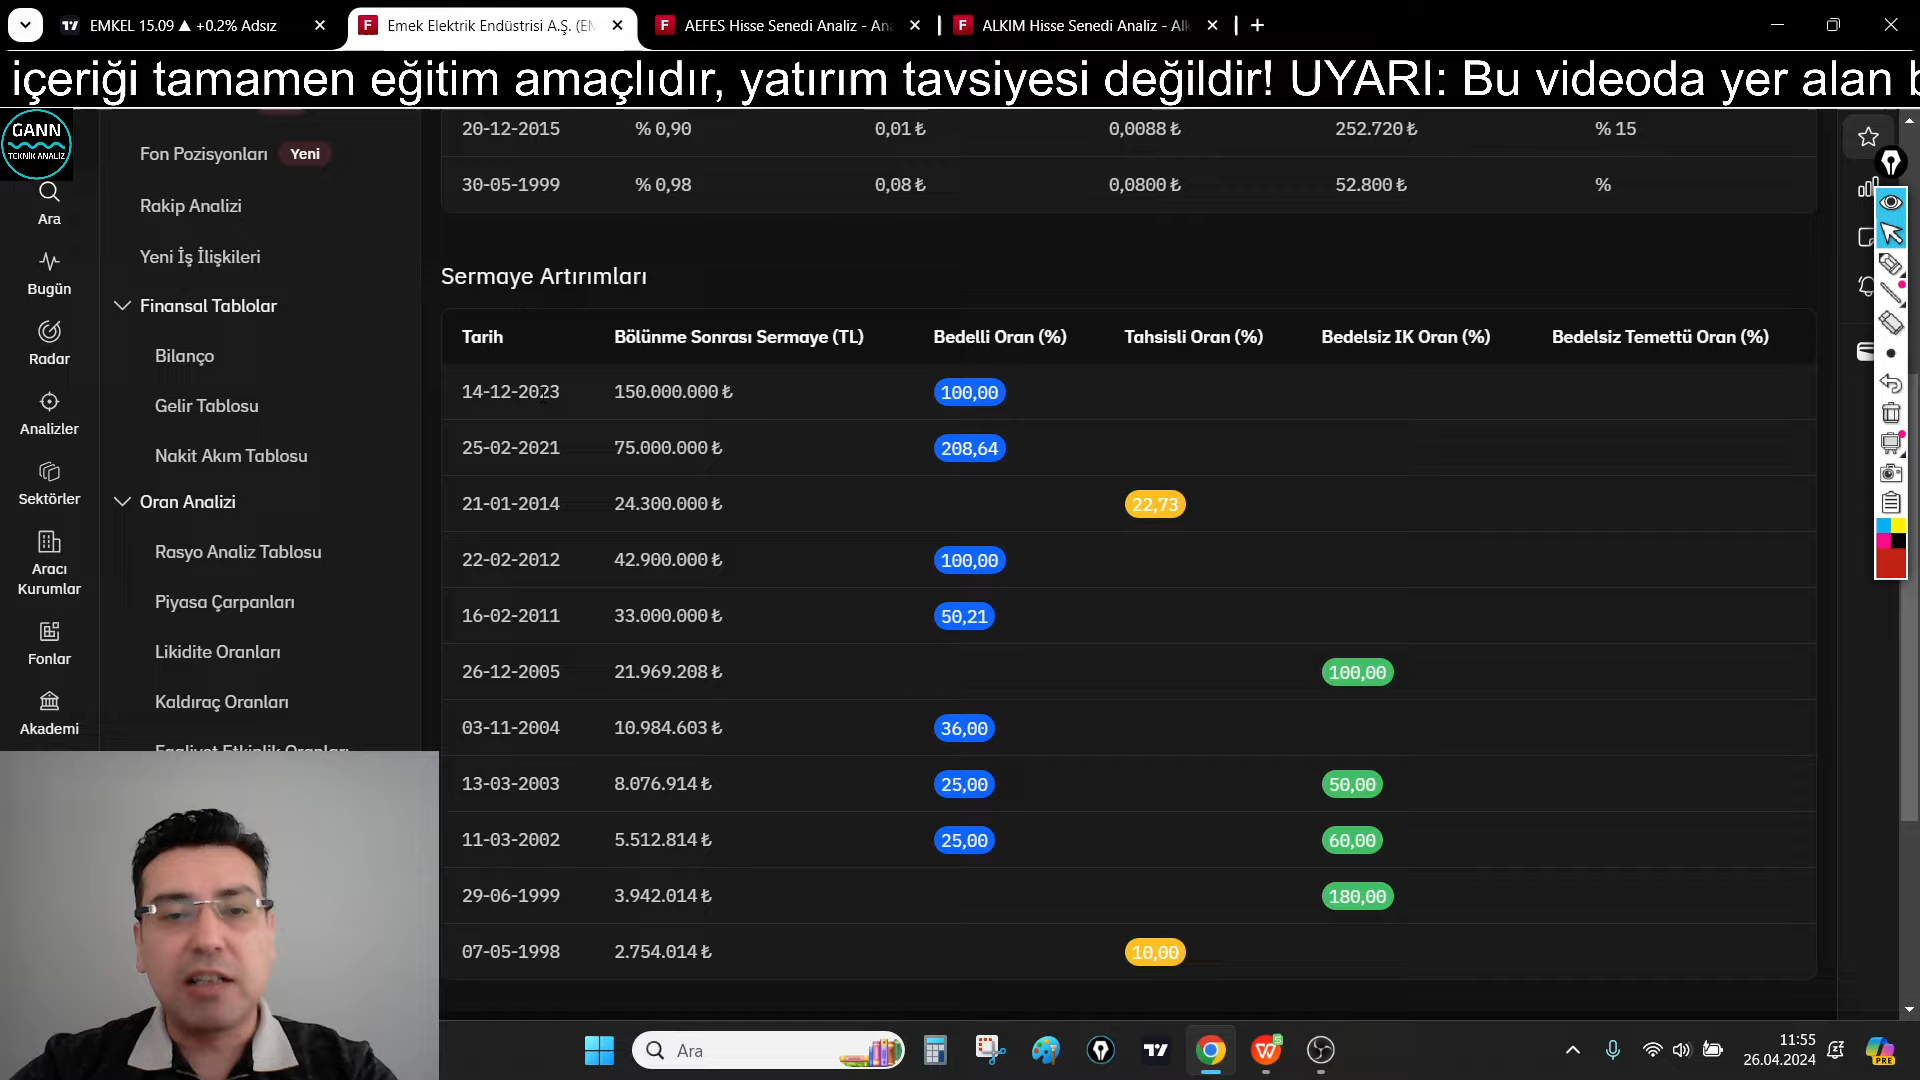 EMKEL 15.09 ▲ +0.2% Adsız
Emek Elektrik Endüstrisi A.Ş. (EM
AEFES Hisse Senedi Analiz - Ana
ALKIM Hisse Senedi Analiz - Alk
içeriği tamamen eğitim amaçlıdır, yatırım tavsiyesi değildir! UYARI: Bu videoda yer alan b
GANN
TEKNİK ANALİZ
Ara
Bugün
Radar
Analizler
Sektörler
Aracı
Kurumlar
Fonlar
Akademi
Fon Pozisyonları Yeni
Rakip Analizi
Yeni İş İlişkileri
Finansal Tablolar
Bilanço
Gelir Tablosu
Nakit Akım Tablosu
Oran Analizi
Rasyo Analiz Tablosu
Piyasa Çarpanları
Likidite Oranları
Kaldıraç Oranları
Faaliyet Etkinlik Oranları
20-12-2015 % 0,90 0,01 ₺ 0,0088 ₺ 252.720 ₺ % 15
30-05-1999 % 0,98 0,08 ₺ 0,0800 ₺ 52.800 ₺ %
Sermaye Artırımları
Tarih Bölünme Sonrası Sermaye (TL) Bedelli Oran (%) Tahsisli Oran (%) Bedelsiz IK Oran (%) Bedelsiz Temettü Oran (%)
14-12-2023 150.000.000 ₺ 100,00
25-02-2021 75.000.000 ₺ 208,64
21-01-2014 24.300.000 ₺ 22,73
22-02-2012 42.900.000 ₺ 100,00
16-02-2011 33.000.000 ₺ 50,21
26-12-2005 21.969.208 ₺ 100,00
03-11-2004 10.984.603 ₺ 36,00
13-03-2003 8.076.914 ₺ 25,00 50,00
11-03-2002 5.512.814 ₺ 25,00 60,00
29-06-1999 3.942.014 ₺ 180,00
07-05-1998 2.754.014 ₺ 10,00
Ara
11:55
26.04.2024
PRE